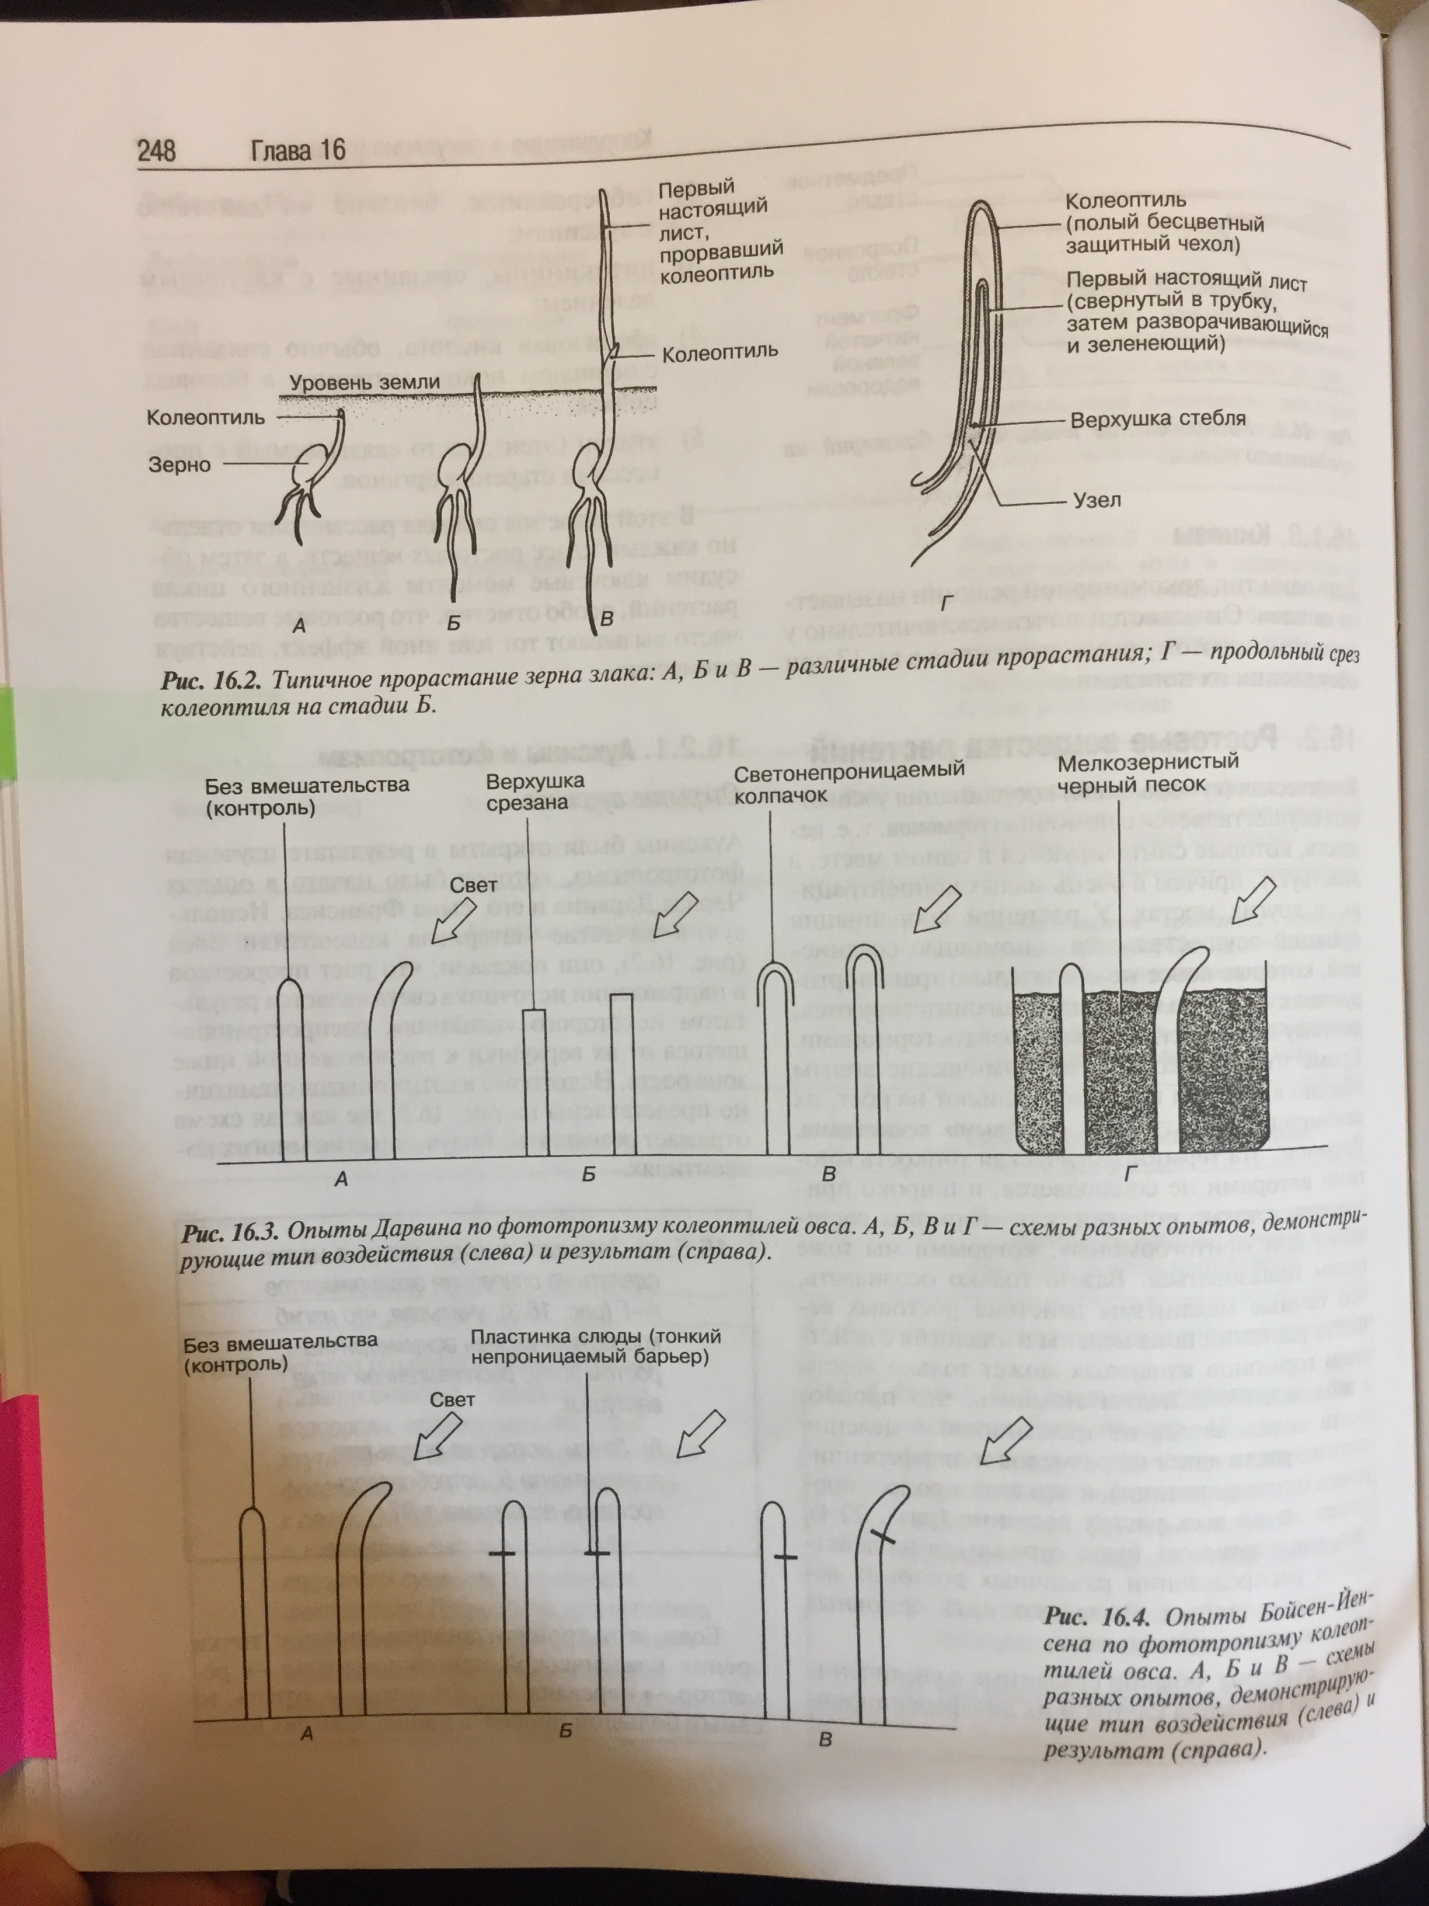 248 Глава 16
Первый
настоящий
лист,
прорвавший
колеоптиль
Колеоптиль
Уровень земли
Колеоптиль
Зерно
А
Б
В
Колеоптиль
(полый бесцветный
защитный чехол)
Первый настоящий лист
(свернутый в трубку,
затем разворачивающийся
и зеленеющий)
Верхушка стебля
Узел
Г
Рис. 16.2. Типичное прорастание зерна злака: А, Б и В — различные стадии прорастания; Г — продольный срез
колеоптиля на стадии Б.
Без вмешательства
(контроль)
Верхушка
срезана
Светонепроницаемый
колпачок
Мелкозернистый
черный песок
Свет
А
Б
В
Г
Рис. 16.3. Опыты Дарвина по фототропизму колеоптилей овса. А, Б, В и Г — схемы разных опытов, демонстри-
рующие тип воздействия (слева) и результат (справа).
Без вмешательства
(контроль)
Пластинка слюды (тонкий
непроницаемый барьер)
Свет
А
Б
В
Рис. 16.4. Опыты Бойсен-Йен-
сена по фототропизму колеоп-
тилей овса. А, Б и В — схемы
разных опытов, демонстрирую-
щие тип воздействия (слева) и
результат (справа).